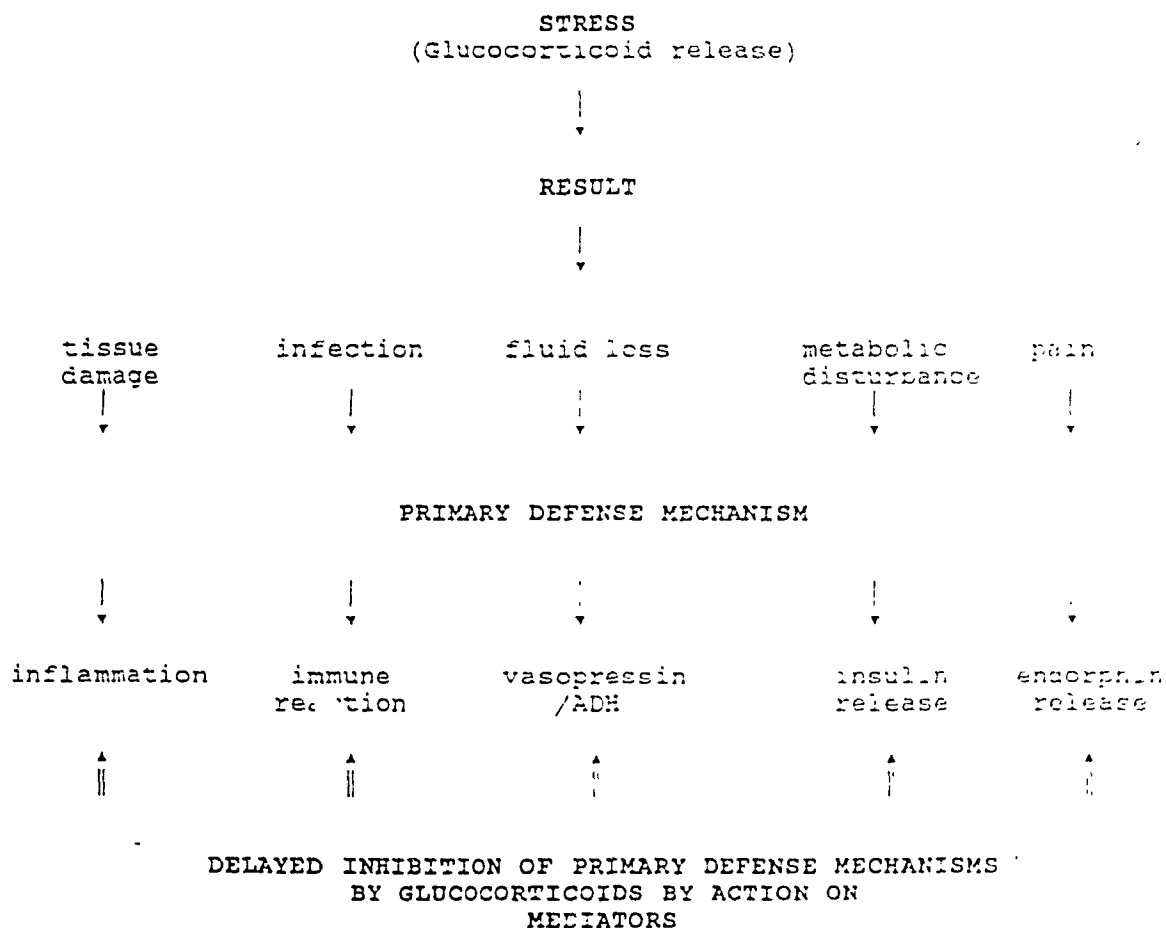 STRESS
(Glucocorticoid release)
RESULT
tissue infection fluid loss metabolic pain
damage disturbance
PRIMARY DEFENSE MECHANISM
inflammation immune vasopressin insulin endorphin
/ADH release release
DELAYED INHIBITION OF PRIMARY DEFENSE MECHANISMS
BY GLUCOCORTICOIDS BY ACTION ON
MEDIATORS